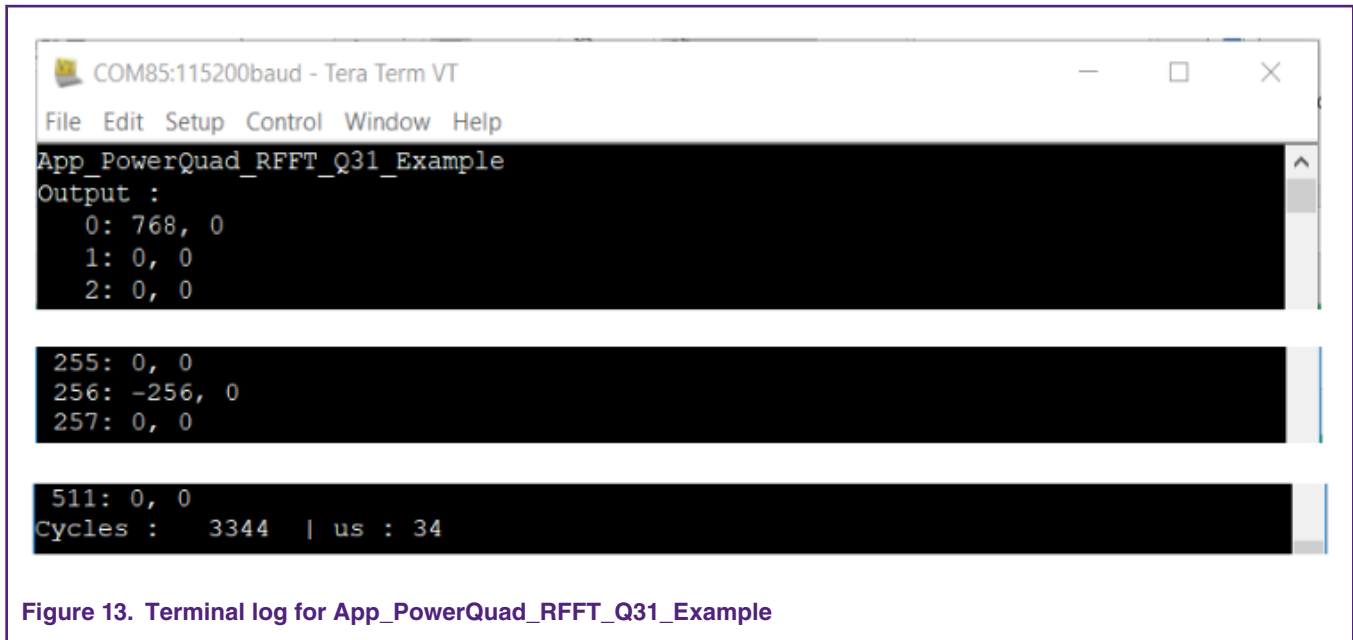 COM85:115200baud - Tera Term VT
File Edit Setup Control Window Help
App_PowerQuad_RFFT_Q31_Example
Output :
0: 768, 0
1: 0, 0
2: 0, 0
255: 0, 0
256: -256, 0
257: 0, 0
511: 0, 0
Cycles : 3344 | us : 34
Figure 13. Terminal log for App_PowerQuad_RFFT_Q31_Example